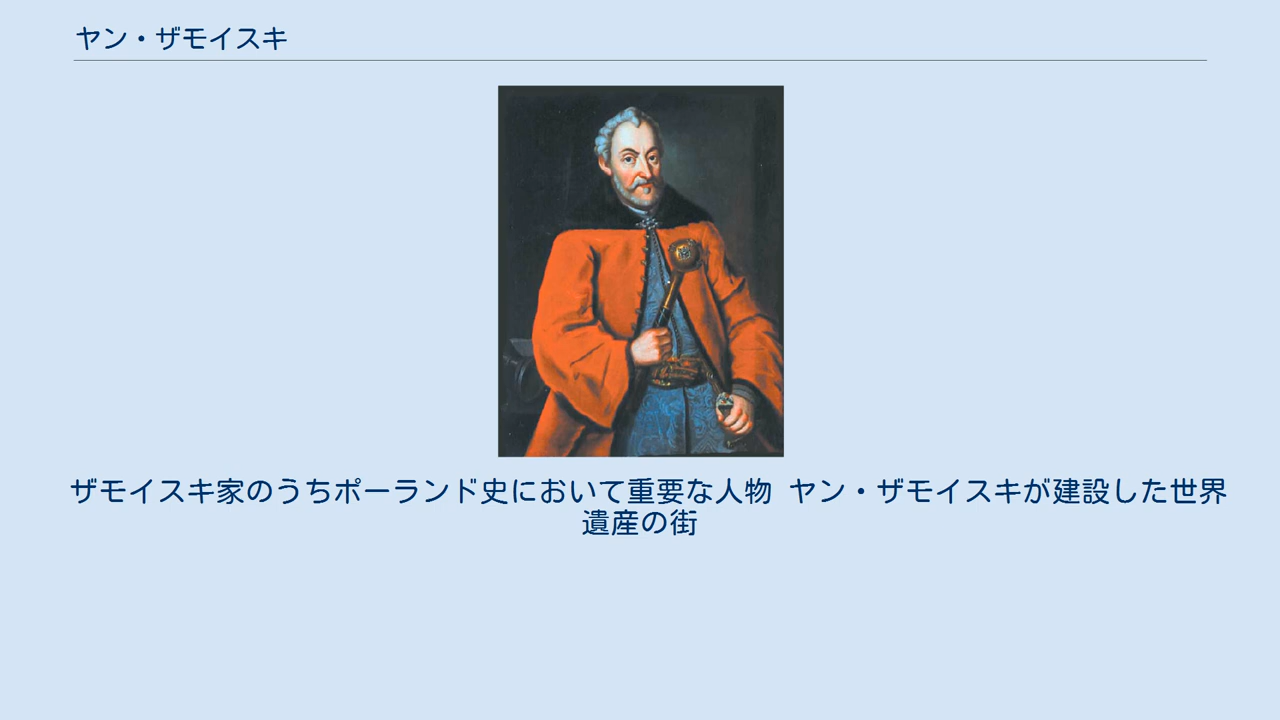 ヤン・ザモイスキ
ザモイスキ家のうちポーランド史において重要な人物 ヤン・ザモイスキが建設した世界
遺産の街